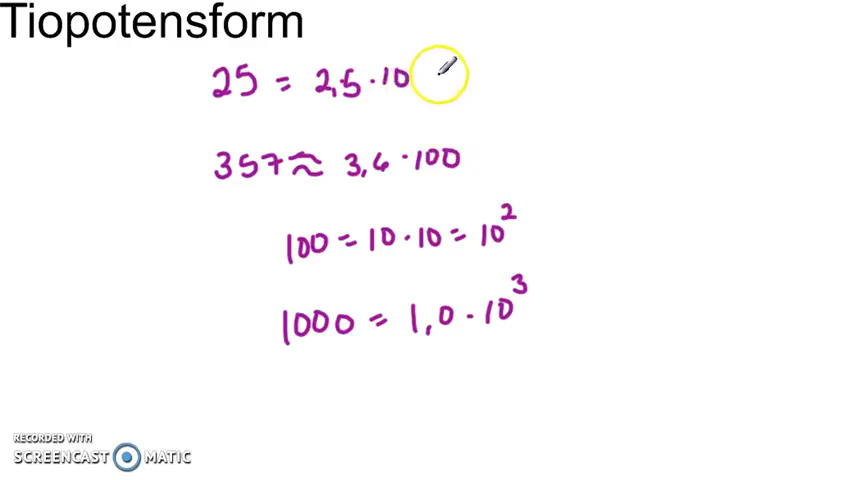 Tiopotensform
25 = 2,5 · 10
357 ≈ 3,6 · 100
100 = 10 · 10 = 10²
1000 = 1,0 · 10³
RECORDED WITH
SCREENCAST MATIC